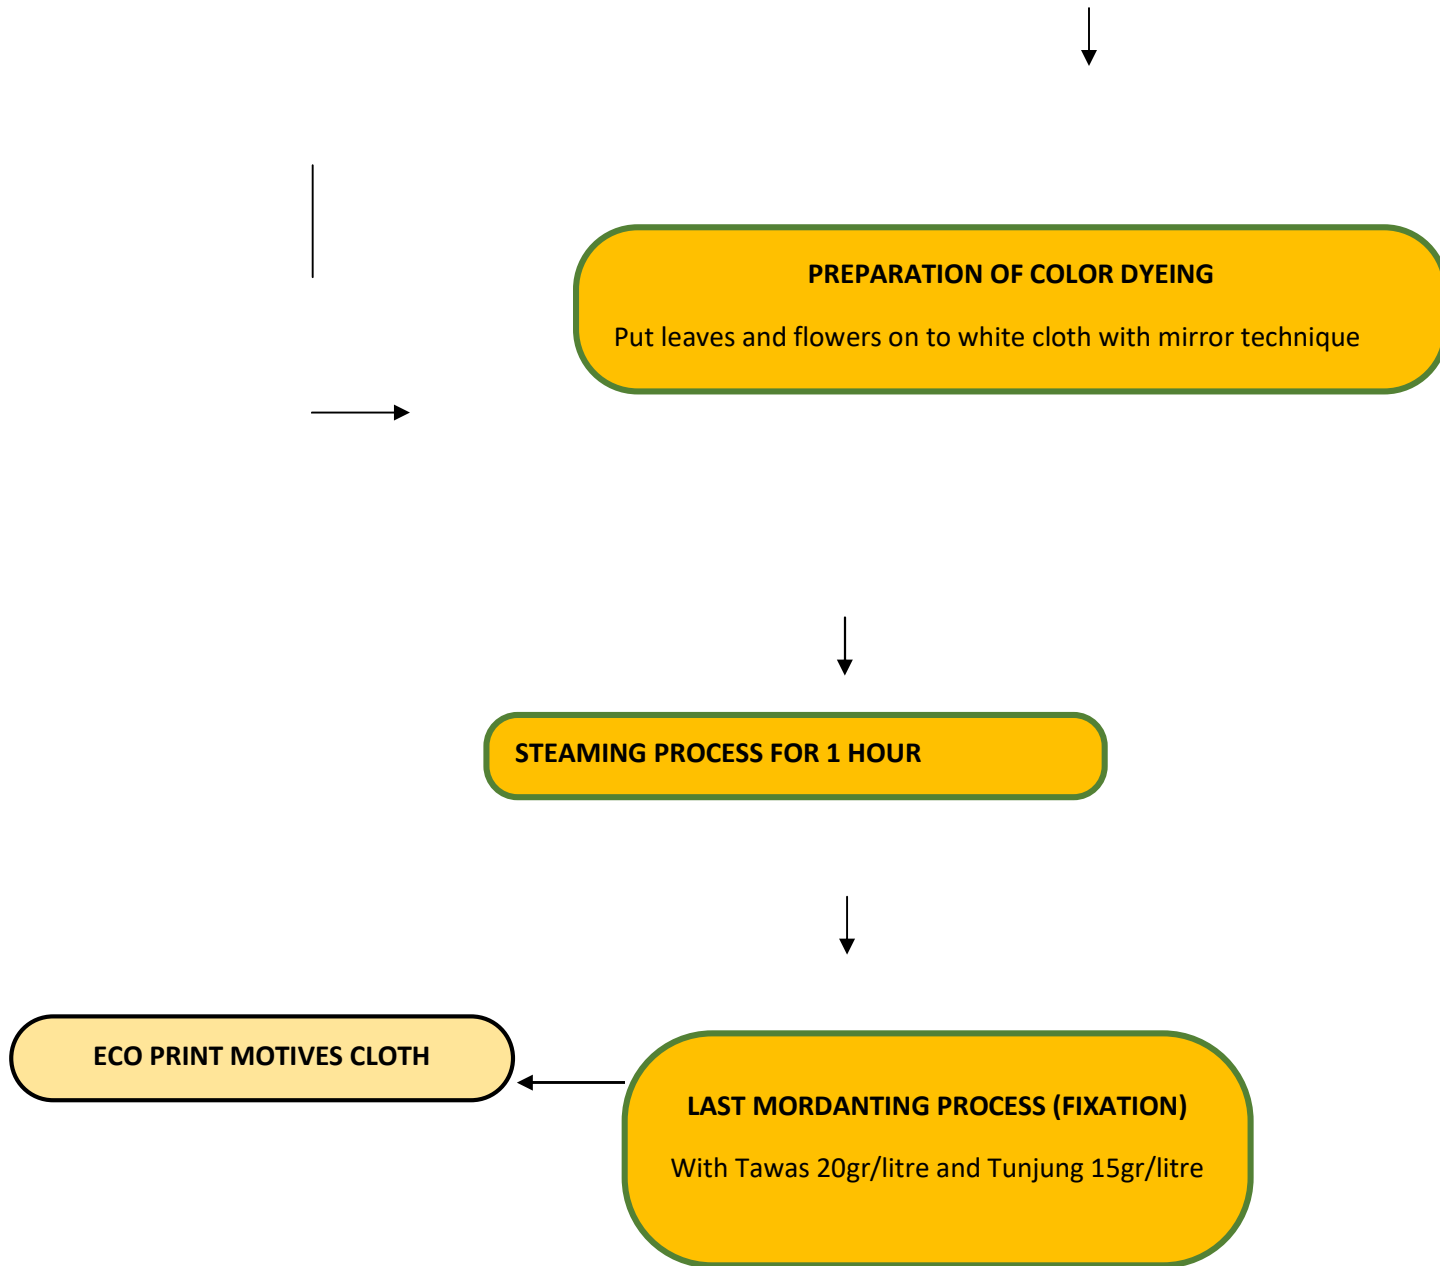 PREPARATION OF COLOR DYEING
Put leaves and flowers on to white cloth with mirror technique
STEAMING PROCESS FOR 1 HOUR
ECO PRINT MOTIVES CLOTH
LAST MORDANTING PROCESS (FIXATION)
With Tawas 20gr/litre and Tunjung 15gr/litre